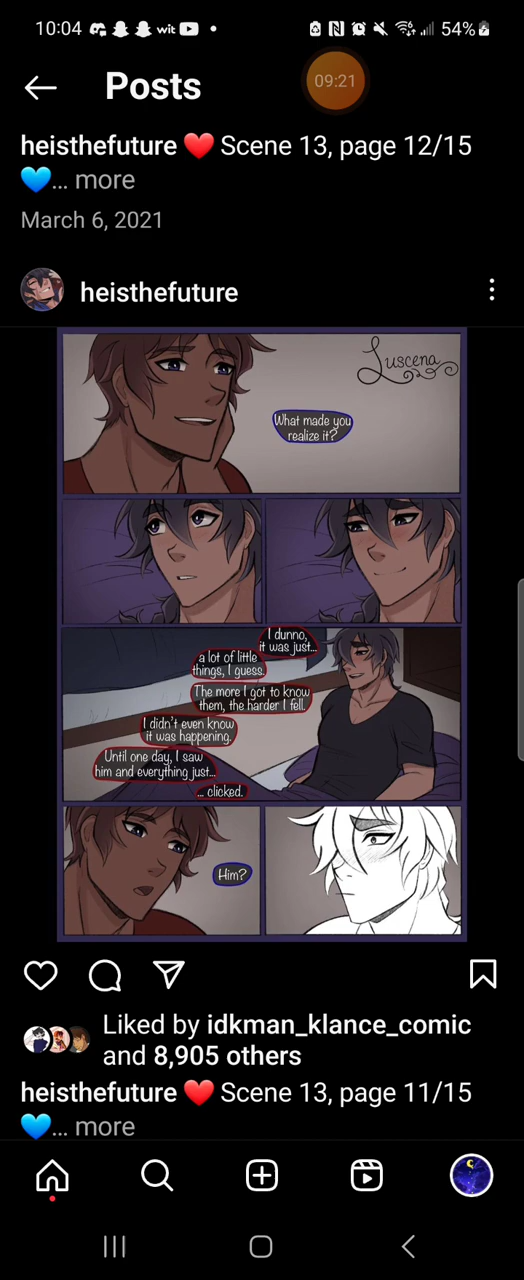 10:04 wit 54%
Posts
09:21
heisthefuture ❤️ Scene 13, page 12/15
💙... more
March 6, 2021
heisthefuture
Luscena
What made you
realize it?
I dunno,
it was just...
a lot of little
things, I guess.
The more I got to know
them, the harder I fell.
I didn't even know
it was happening.
Until one day, I saw
him and everything just...
... clicked.
Him?
Liked by idkman_klance_comic
and 8,905 others
heisthefuture ❤️ Scene 13, page 11/15
💙... more